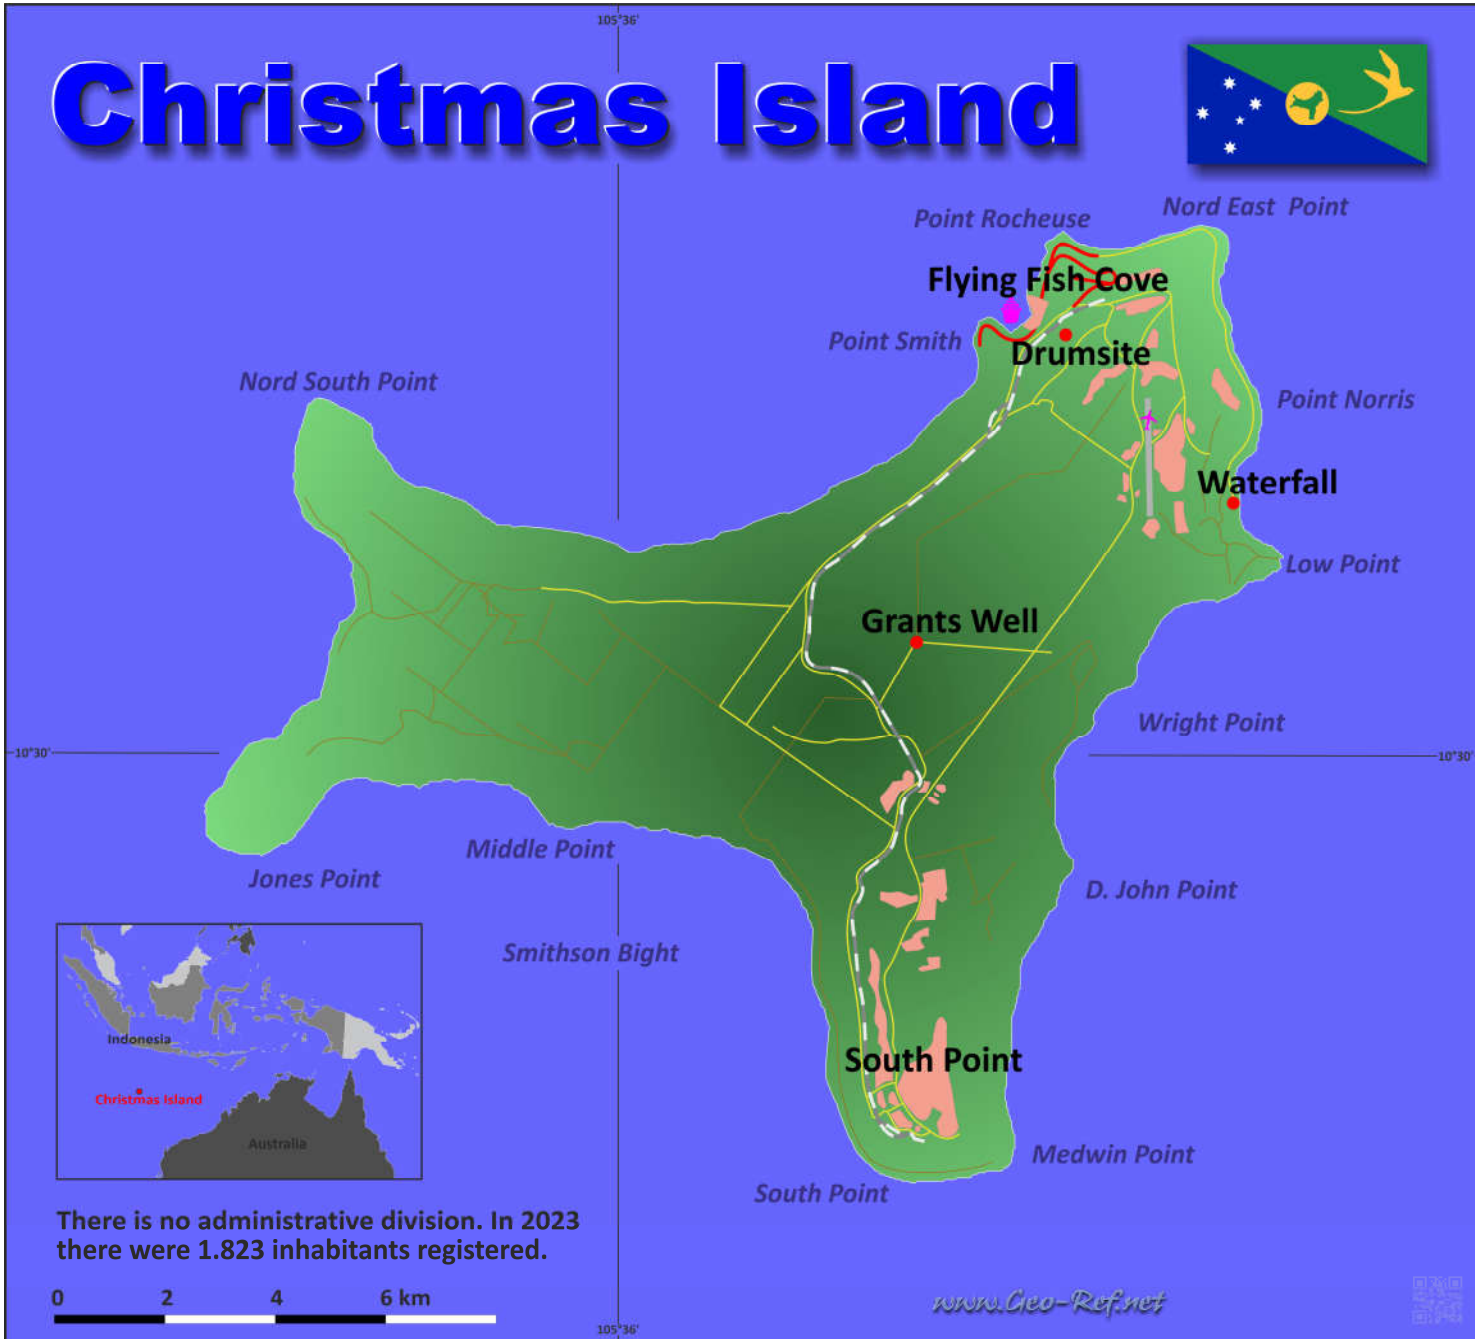 105°36'
Christmas Island
Nord East  Point
Point Rocheuse
Flying Fish Cove
Point Smith
Drumsite
Nord South Point
Point Norris
Waterfall
Low Point
Grants Well
Wright Point
10°30'
10°30'
Middle Point
Jones Point
D. John Point
Smithson Bight
Indonesia
South Point
Christmas Island
Australia
Medwin Point
South Point
There is no administrative division. In 2023
there were 1.823 inhabitants registered.
0 2 4 6 km
www.Geo-Ref.net
105°36'